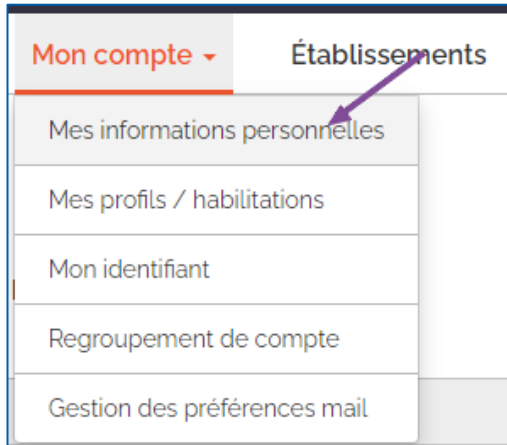 Mon compte Établissements
Mes informations personnelles
Mes profils / habilitations
Mon identifiant
Regroupement de compte
Gestion des préférences mail